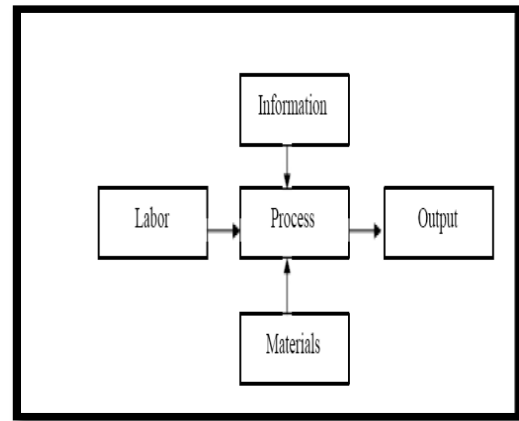 Information
Labor
Process
Output
Materials